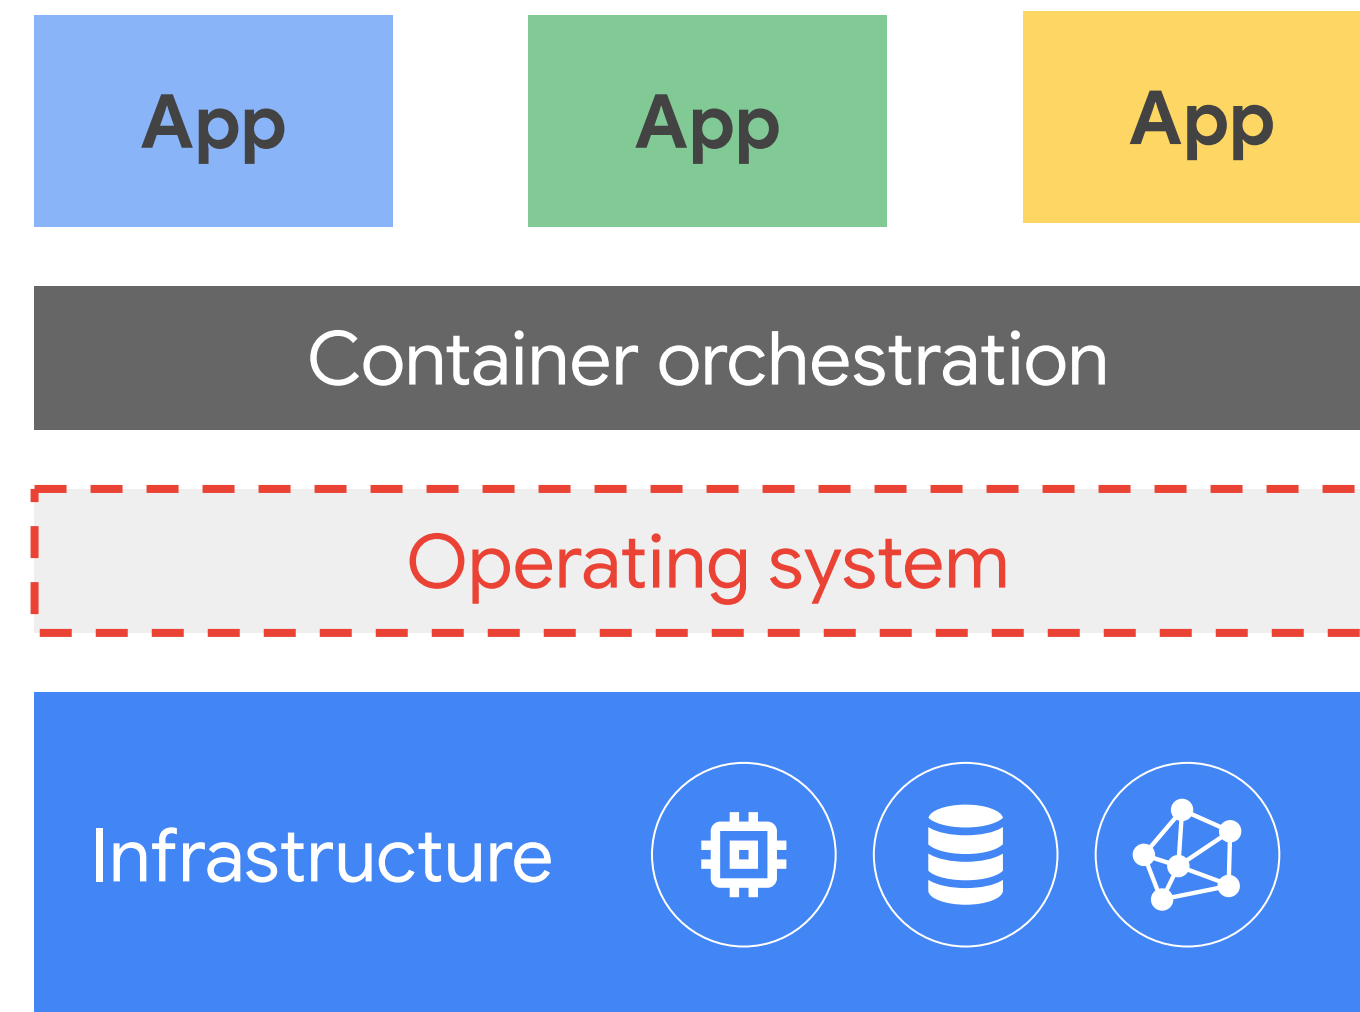 App
App
App
Container orchestration
Operating system
Infrastructure